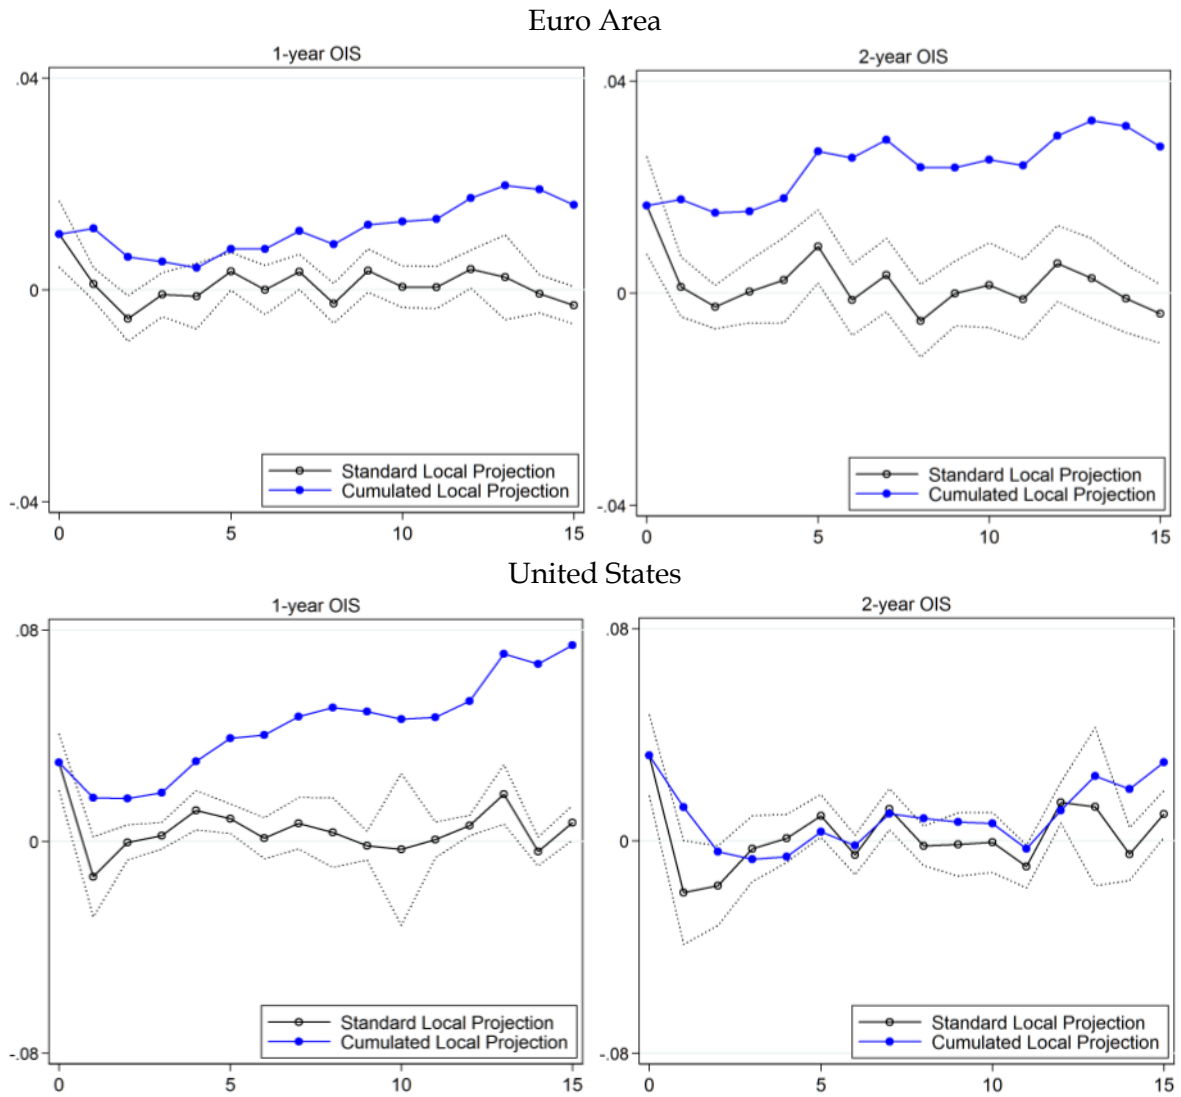 Euro Area
1-year OIS
.04
0
-.04
Standard Local Projection
Cumulated Local Projection
0 5 10 15
2-year OIS
.04
0
-.04
Standard Local Projection
Cumulated Local Projection
0 5 10 15
United States
1-year OIS
.08
0
-.08
Standard Local Projection
Cumulated Local Projection
0 5 10 15
2-year OIS
.08
0
-.08
Standard Local Projection
Cumulated Local Projection
0 5 10 15